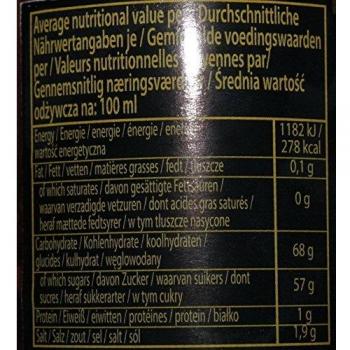 Average nutritional value per / Durchschnittliche
Nährwertangaben je / voedingswaarden
per / Valeurs nutritionnelles moyennes par/
Gennemsnitlig / Średnia wartość
odżywcza na: 100 ml
Energy / Energie / energie / énergie / 1182 kJ /
wartość energetyczna 278 kcal
Fat / Fett / vetten / matières grasses / fedt / tłuszcze 0,1 g
of which saturates / davon gesättigte Fettsäuren /
waarvan verzadigde vetzuren / dont acides gras saturés / 0 g
heraf mættede fedtsyrer / w tym tłuszcze nasycone
Carbohydrate / Kohlenhydrate / koolhydraten / 68 g
glucides / kulhydrat / węglowodany
of which sugars / davon Zucker / waarvan suikers / dont 57 g
sucres / heraf sukkerarter / w tym cukry
Protein / Eiweiß / eiwitten / protéines / protein / białko 1 g
Salt / Salz / zout / sel / salt / sól 1,9 g